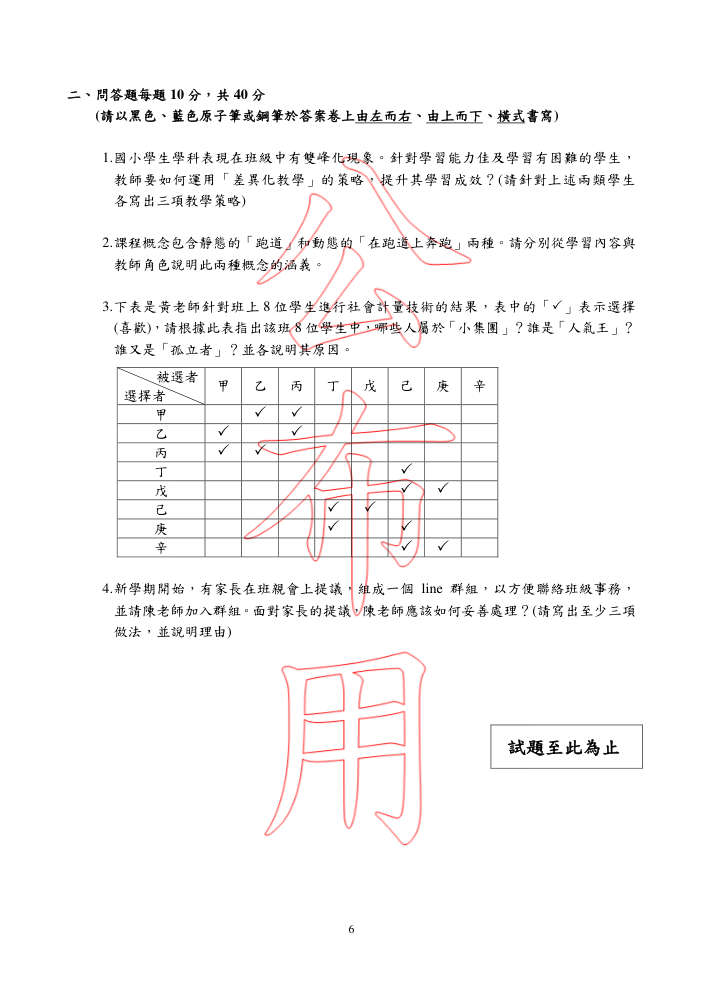 二、問答題每題 10 分，共 40 分
(請以黑色、藍色原子筆或鋼筆於答案卷上由左而右、由上而下、橫式書寫)
1.國小學生學科表現在班級中有雙峰化現象。針對學習能力佳及學習有困難的學生，
教師要如何運用「差異化教學」的策略，提升其學習成效？(請針對上述兩類學生
各寫出三項教學策略)
2.課程概念包含靜態的「跑道」和動態的「在跑道上奔跑」兩種。請分別從學習內容與
教師角色說明此兩種概念的涵義。
3.下表是黃老師針對班上 8 位學生進行社會計量技術的結果，表中的「✓」表示選擇
(喜歡)，請根據此表指出該班 8 位學生中，哪些人屬於「小集團」？誰是「人氣王」？
誰又是「孤立者」？並各說明其原因。
被選者 甲 乙 丙 丁 戊 己 庚 辛
選擇者
甲 ✓ ✓
乙 ✓ ✓
丙 ✓ ✓
丁 ✓
戊 ✓ ✓
己 ✓ ✓
庚 ✓ ✓
辛 ✓ ✓
4.新學期開始，有家長在班親會上提議，組成一個 line 群組，以方便聯絡班級事務，
並請陳老師加入群組。面對家長的提議，陳老師應該如何妥善處理？(請寫出至少三項
做法，並說明理由)
試題至此為止
公
布
用
6